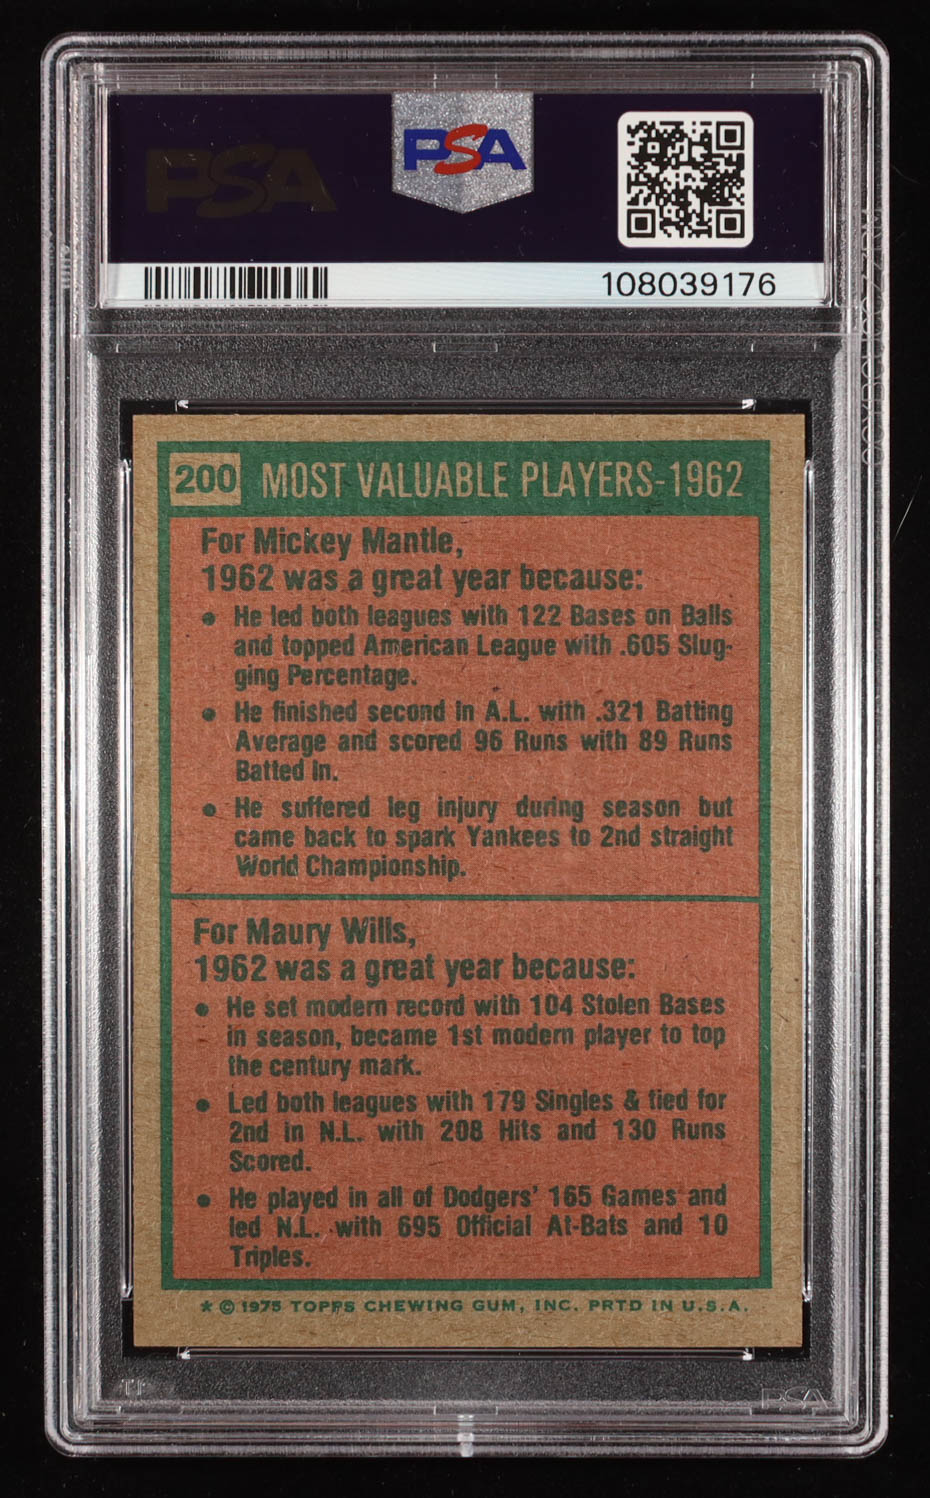 PSA
PSA
108039176
200 MOST VALUABLE PLAYERS-1962
For Mickey Mantle,
1962 was a great year because:
• He led both leagues with 122 Bases on Balls
and topped American League with .605 Slug-
ging Percentage.
• He finished second in A.L. with .321 Batting
Average and scored 96 Runs with 89 Runs
Batted In.
• He suffered leg injury during season but
came back to spark Yankees to 2nd straight
World Championship.
For Maury Wills,
1962 was a great year because:
• He set modern record with 104 Stolen Bases
in season, became 1st modern player to top
the century mark.
• Led both leagues with 179 Singles & tied for
2nd in N.L. with 208 Hits and 130 Runs
Scored.
• He played in all of Dodgers' 165 Games and
led N.L. with 695 Official At-Bats and 10
Triples.
* © 1975 TOPPS CHEWING GUM, INC. PRTD IN U.S.A.
PSA